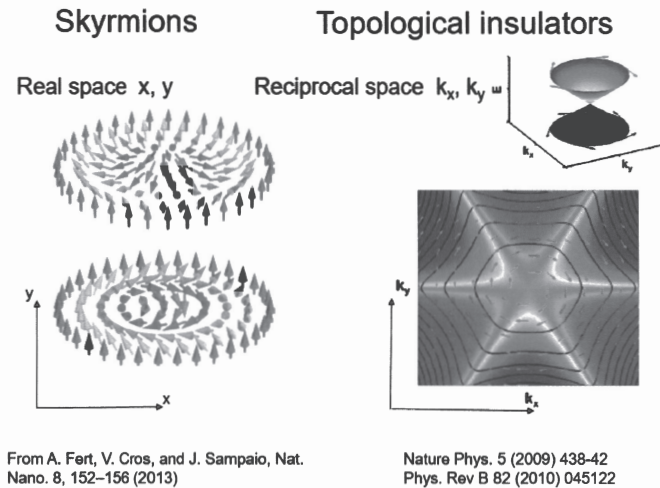 Skyrmions
Topological insulators
Real space x, y
Reciprocal space kx, ky
E
kx
ky
y
x
ky
kx
From A. Fert, V. Cros, and J. Sampaio, Nat.
Nano. 8, 152–156 (2013)
Nature Phys. 5 (2009) 438-42
Phys. Rev B 82 (2010) 045122